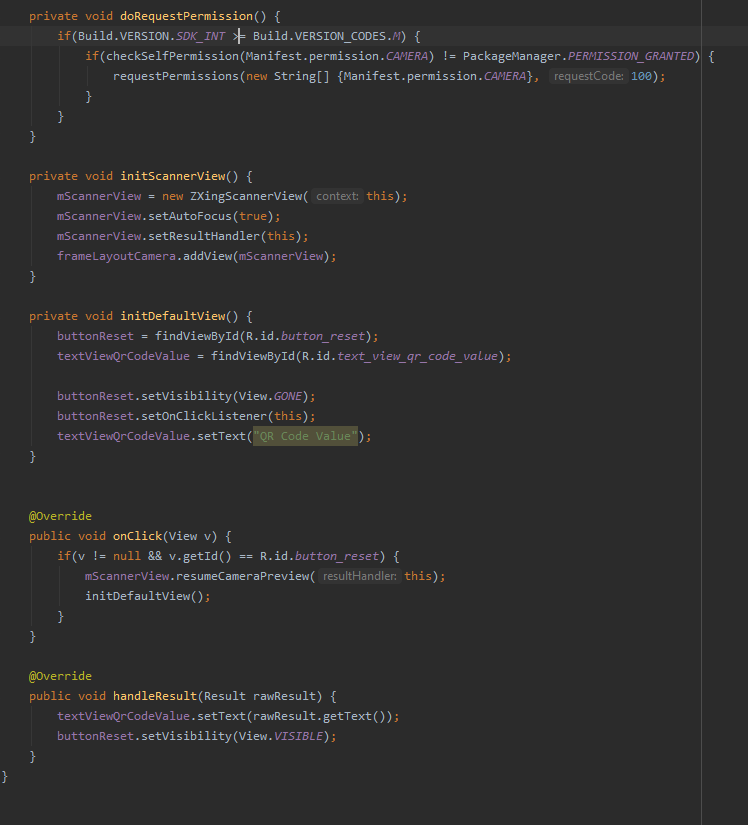 private void doRequestPermission() {
if(Build.VERSION.SDK_INT >= Build.VERSION_CODES.M) {
if(checkSelfPermission(Manifest.permission.CAMERA) != PackageManager.PERMISSION_GRANTED) {
requestPermissions(new String[] {Manifest.permission.CAMERA}, requestCode: 100);
}
}
}
private void initScannerView() {
mScannerView = new ZXingScannerView( context: this);
mScannerView.setAutoFocus(true);
mScannerView.setResultHandler(this);
frameLayoutCamera.addView(mScannerView);
}
private void initDefaultView() {
buttonReset = findViewById(R.id.button_reset);
textViewQrCodeValue = findViewById(R.id.text_view_qr_code_value);
buttonReset.setVisibility(View.GONE);
buttonReset.setOnClickListener(this);
textViewQrCodeValue.setText("QR Code Value");
}
@Override
public void onClick(View v) {
if(v != null && v.getId() == R.id.button_reset) {
mScannerView.resumeCameraPreview( resultHandler: this);
initDefaultView();
}
}
@Override
public void handleResult(Result rawResult) {
textViewQrCodeValue.setText(rawResult.getText());
buttonReset.setVisibility(View.VISIBLE);
}
}